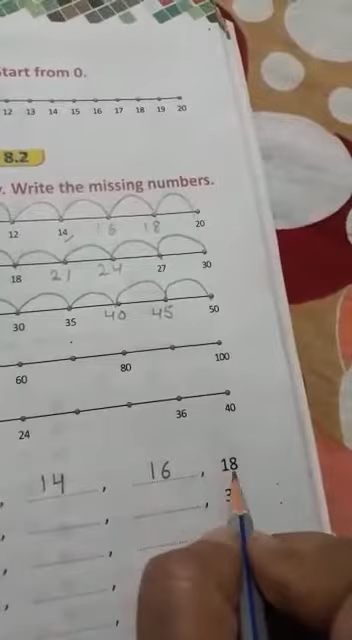 tart from 0.
12 13 14 15 16 17 18 19 20
8.2
. Write the missing numbers.
12 14 16 18 20
18 21 24 27 30
30 35 40 45 50
60 80 100
24 36 40
, 14 , 16 , 18
, ,
, 
,
,